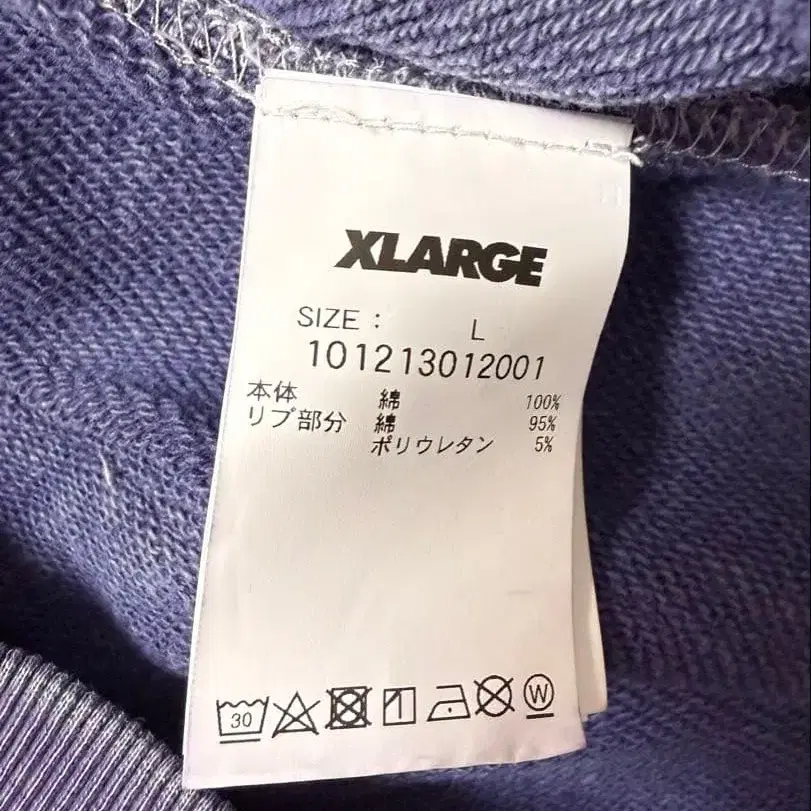 XLARGE
SIZE : L
101213012001
本体 綿 100%
リブ部分 綿 95%
ポリウレタン 5%
30 W